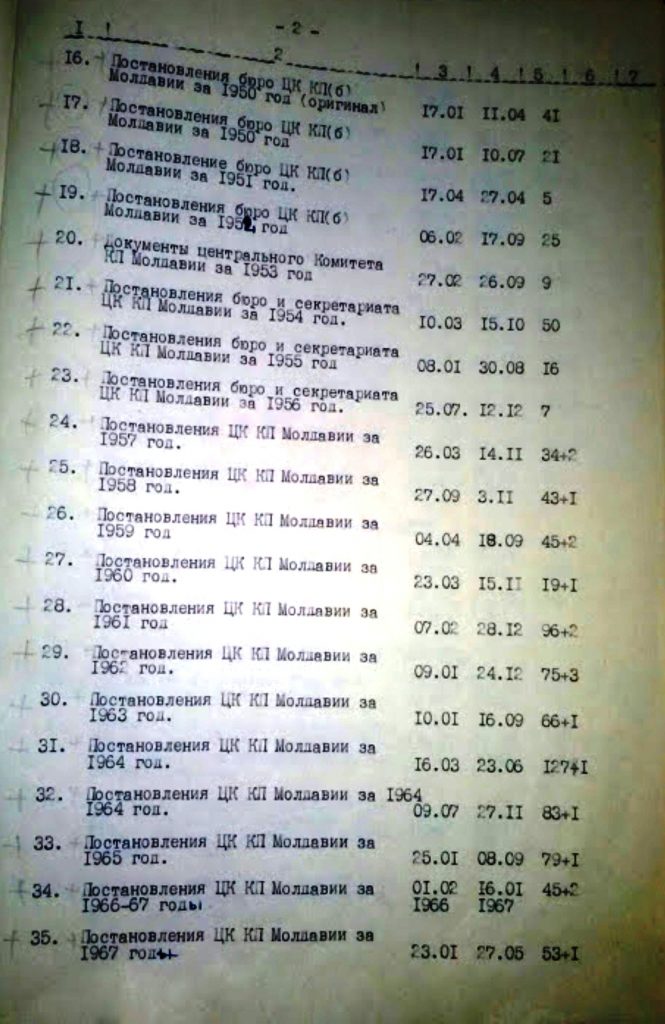 - 2 -
I ! 2 ! 3 ! 4 ! 5 ! 6 ! 7
16. Постановления бюро ЦК КП(б)
Молдавии за 1950 год (оригинал) 17.01 11.04 41
17. Постановления бюро ЦК КП(б)
Молдавии за 1950 год 17.01 10.07 21
18. Постановление бюро ЦК КП(б)
Молдавии за 1951 год. 17.04 27.04 5
19. Постановления бюро ЦК КП(б)
Молдавии за 1952 год 06.02 17.09 25
20. Документы центрального Комитета
КП Молдавии за 1953 год 27.02 26.09 9
21. Постановления бюро и секретариата
ЦК КП Молдавии за 1954 год. 10.03 15.10 50
22. Постановления бюро и секретариата
ЦК КП Молдавии за 1955 год 08.01 30.08 16
23. Постановления бюро и секретариата
ЦК КП Молдавии за 1956 год. 25.07. 12.12 7
24. Постановления ЦК КП Молдавии за
1957 год. 26.03 14.11 34+2
25. Постановления ЦК КП Молдавии за
1958 год. 27.09 3.11 43+1
26. Постановления ЦК КП Молдавии за
1959 год 04.04 18.09 45+2
27. Постановления ЦК КП Молдавии за
1960 год. 23.03 15.11 19+1
28. Постановления ЦК КП Молдавии за
1961 год 07.02 28.12 96+2
29. Постановления ЦК КП Молдавии за
1962 год. 09.01 24.12 75+3
30. Постановления ЦК КП Молдавии за
1963 год. 10.01 16.09 66+1
31. Постановления ЦК КП Молдавии за
1964 год. 16.03 23.06 127+1
32. Постановления ЦК КП Молдавии за 1964
1964 год. 09.07 27.11 83+1
33. Постановления ЦК КП Молдавии за
1965 год. 25.01 08.09 79+1
34. Постановления ЦК КП Молдавии за 01.02 16.01 45+2
1966-67 годы 1966 1967
35. Постановления ЦК КП Молдавии за
1967 год 23.01 27.05 53+1